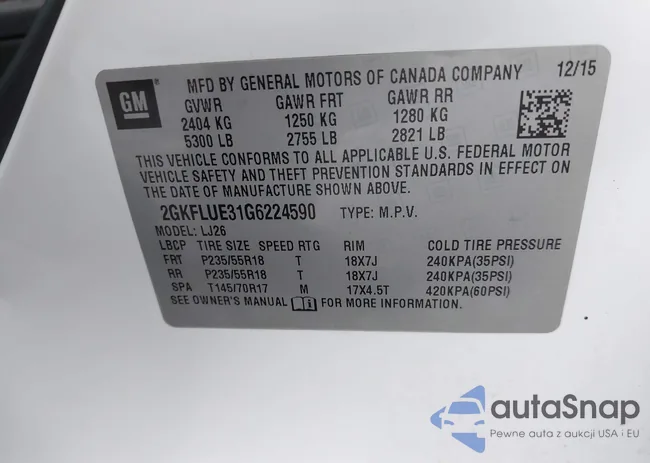 GM
MFD BY GENERAL MOTORS OF CANADA COMPANY 12/15
GVWR GAWR FRT GAWR RR
2404 KG 1250 KG 1280 KG
5300 LB 2755 LB 2821 LB
THIS VEHICLE CONFORMS TO ALL APPLICABLE U.S. FEDERAL MOTOR
VEHICLE SAFETY AND THEFT PREVENTION STANDARDS IN EFFECT ON
THE DATE OF MANUFACTURE SHOWN ABOVE.
2GKFLUE31G6224590 TYPE: M.P.V.
MODEL: LJ26
LBCP TIRE SIZE SPEED RTG RIM COLD TIRE PRESSURE
FRT P235/55R18 T 18X7J 240KPA(35PSI)
RR P235/55R18 T 18X7J 240KPA(35PSI)
SPA T145/70R17 M 17X4.5T 420KPA(60PSI)
SEE OWNER'S MANUAL FOR MORE INFORMATION.
autaSnap
Pewne auta z aukcji USA i EU